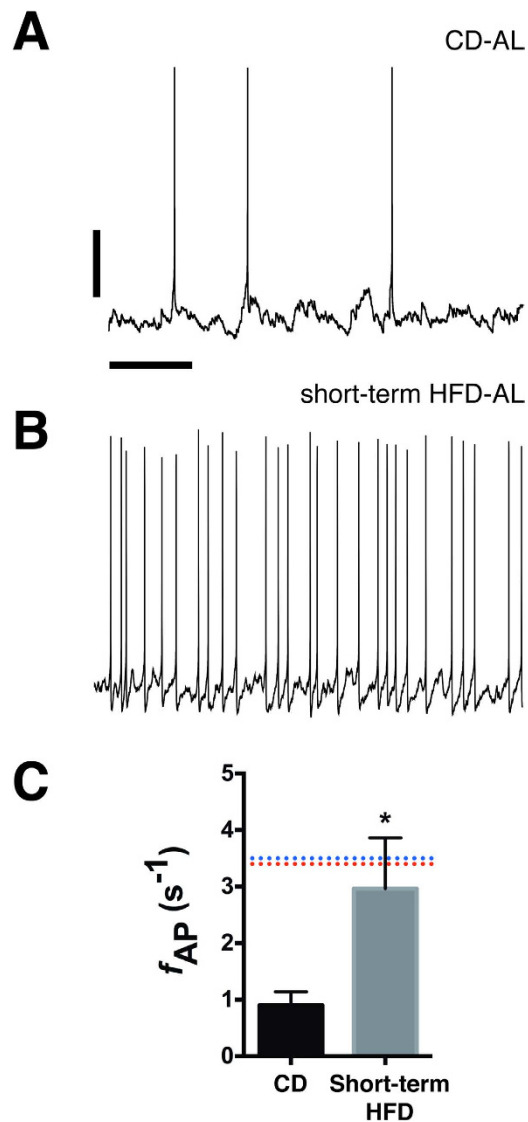 A
CD-AL
short-term HFD-AL
B
C
5
4
3
2
1
0
fAP (s-1)
*
CD
Short-term
HFD